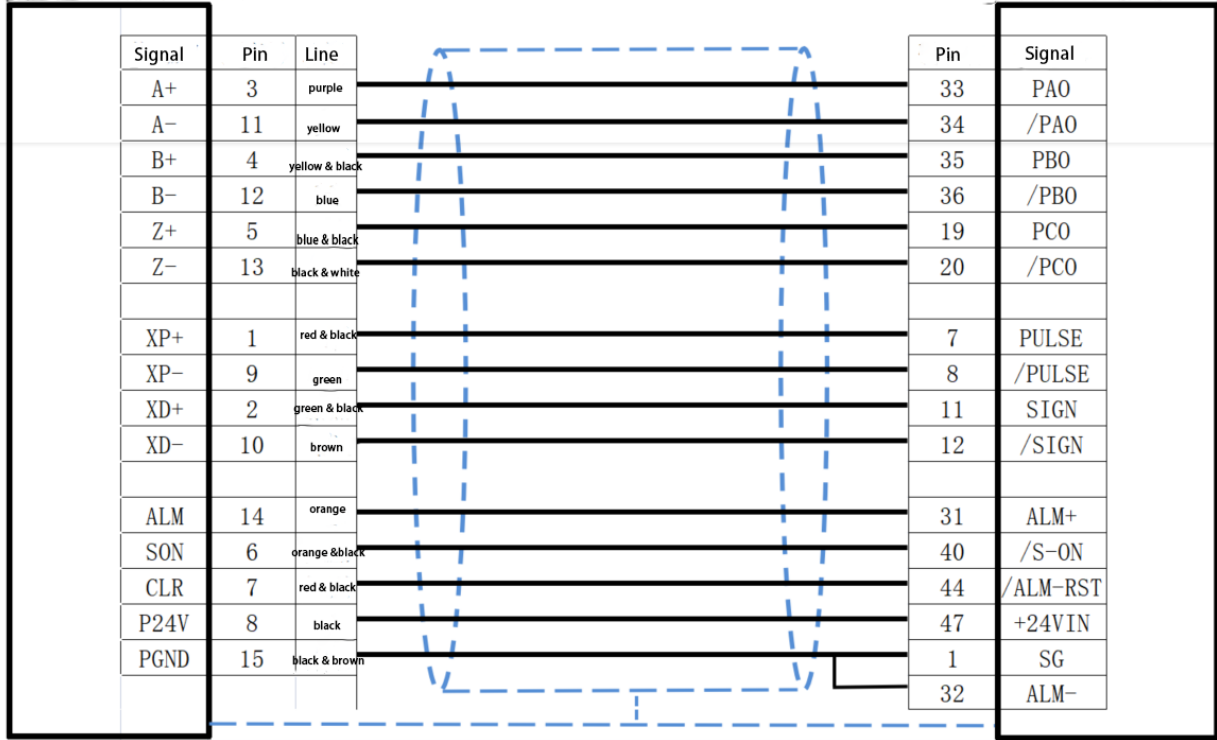 Signal Pin Line Pin Signal
A+ 3 purple 33 PAO
A- 11 yellow 34 /PAO
B+ 4 yellow & black 35 PBO
B- 12 blue 36 /PBO
Z+ 5 blue & black 19 PCO
Z- 13 black & white 20 /PCO
XP+ 1 red & black 7 PULSE
XP- 9 green 8 /PULSE
XD+ 2 green & black 11 SIGN
XD- 10 brown 12 /SIGN
ALM 14 orange 31 ALM+
SON 6 orange &black 40 /S-ON
CLR 7 red & black 44 /ALM-RST
P24V 8 black 47 +24VIN
PGND 15 black & brown 1 SG
32 ALM-